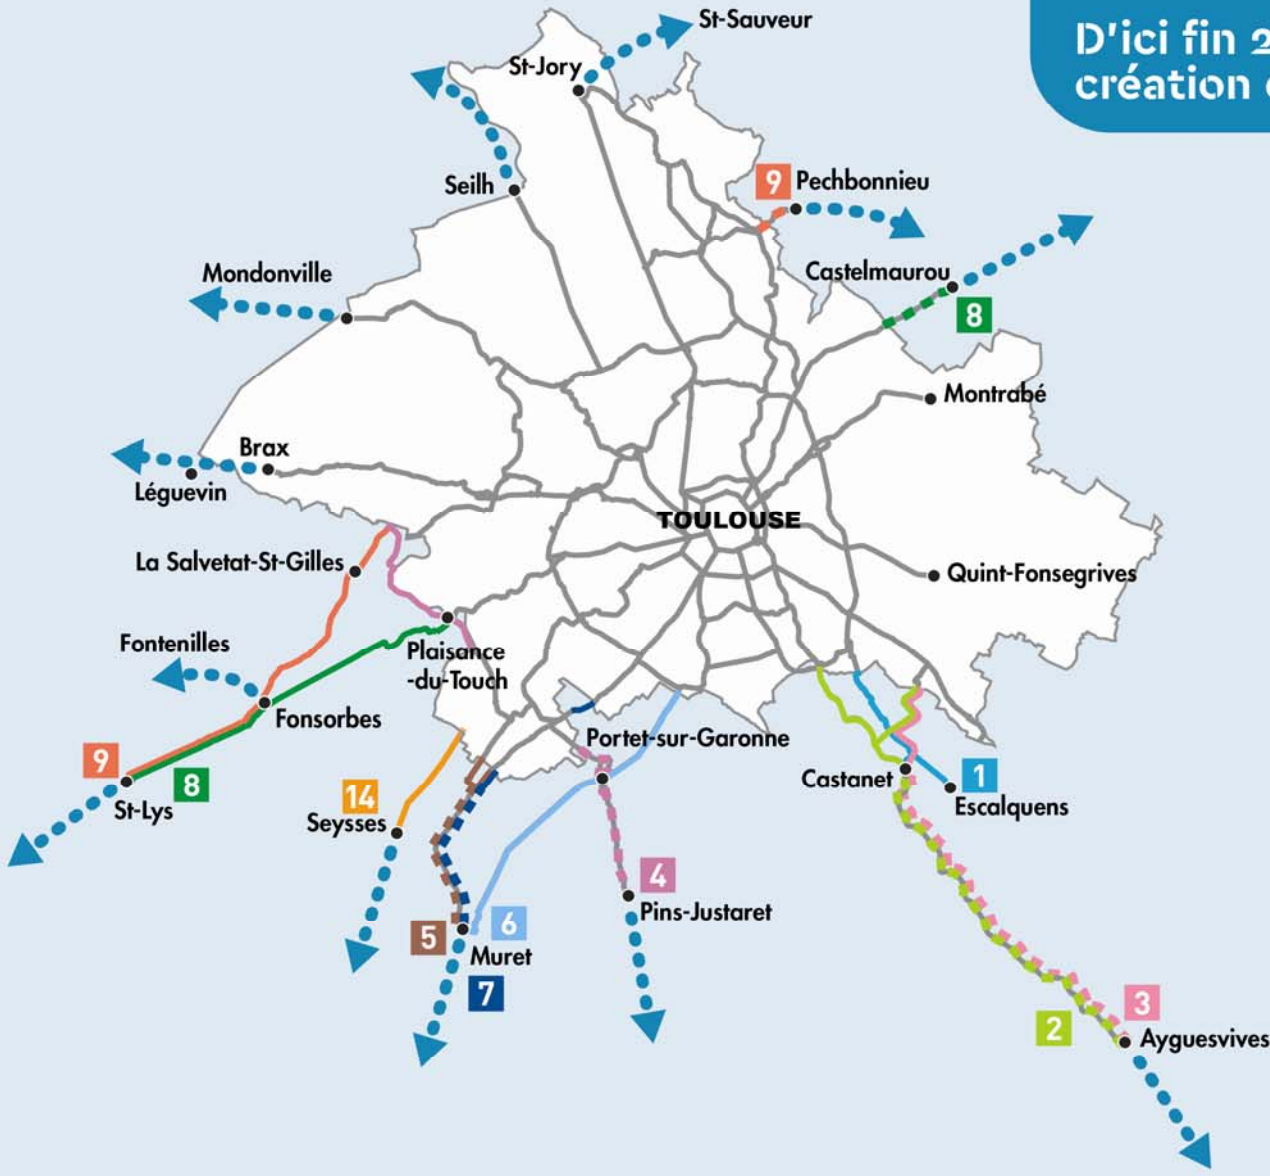 St-Sauveur
D'ici fin
création
St-Jory
9 Pechbonnieu
Seilh
Mondonville
Castelmaurou
8
Montrabé
Brax
Léguevin
TOULOUSE
La Salvetat-St-Gilles
Quint-Fonsegrives
Fontenilles
Plaisance
-du-Touch
Fonsorbes
Portet-sur-Garonne
9
8
St-Lys
14
Seysses
Castanet
1
Escalquens
4
Pins-Justaret
5
6
Muret
7
3
2
Ayguesvives